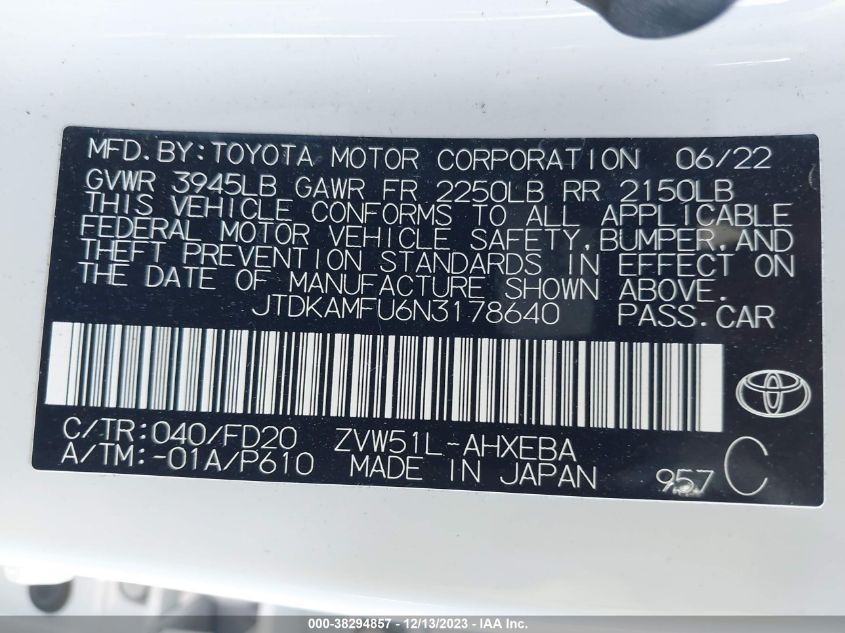 MFD.BY:TOYOTA MOTOR CORPORATION 06/22
GVWR 3945LB GAWR FR 2250LB RR 2150LB
THIS VEHICLE CONFORMS TO ALL APPLICABLE
FEDERAL MOTOR VEHICLE SAFETY,BUMPER,AND
THEFT PREVENTION STANDARDS IN EFFECT ON
THE DATE OF MANUFACTURE SHOWN ABOVE.
JTDKAMFU6N3178640 PASS.CAR
C/TR:040/FD20 ZVW51L-AHXEBA
A/TM:-01A/P610 MADE IN JAPAN 957 C
000-38294857 / 12/13/2023 - IAA Inc.